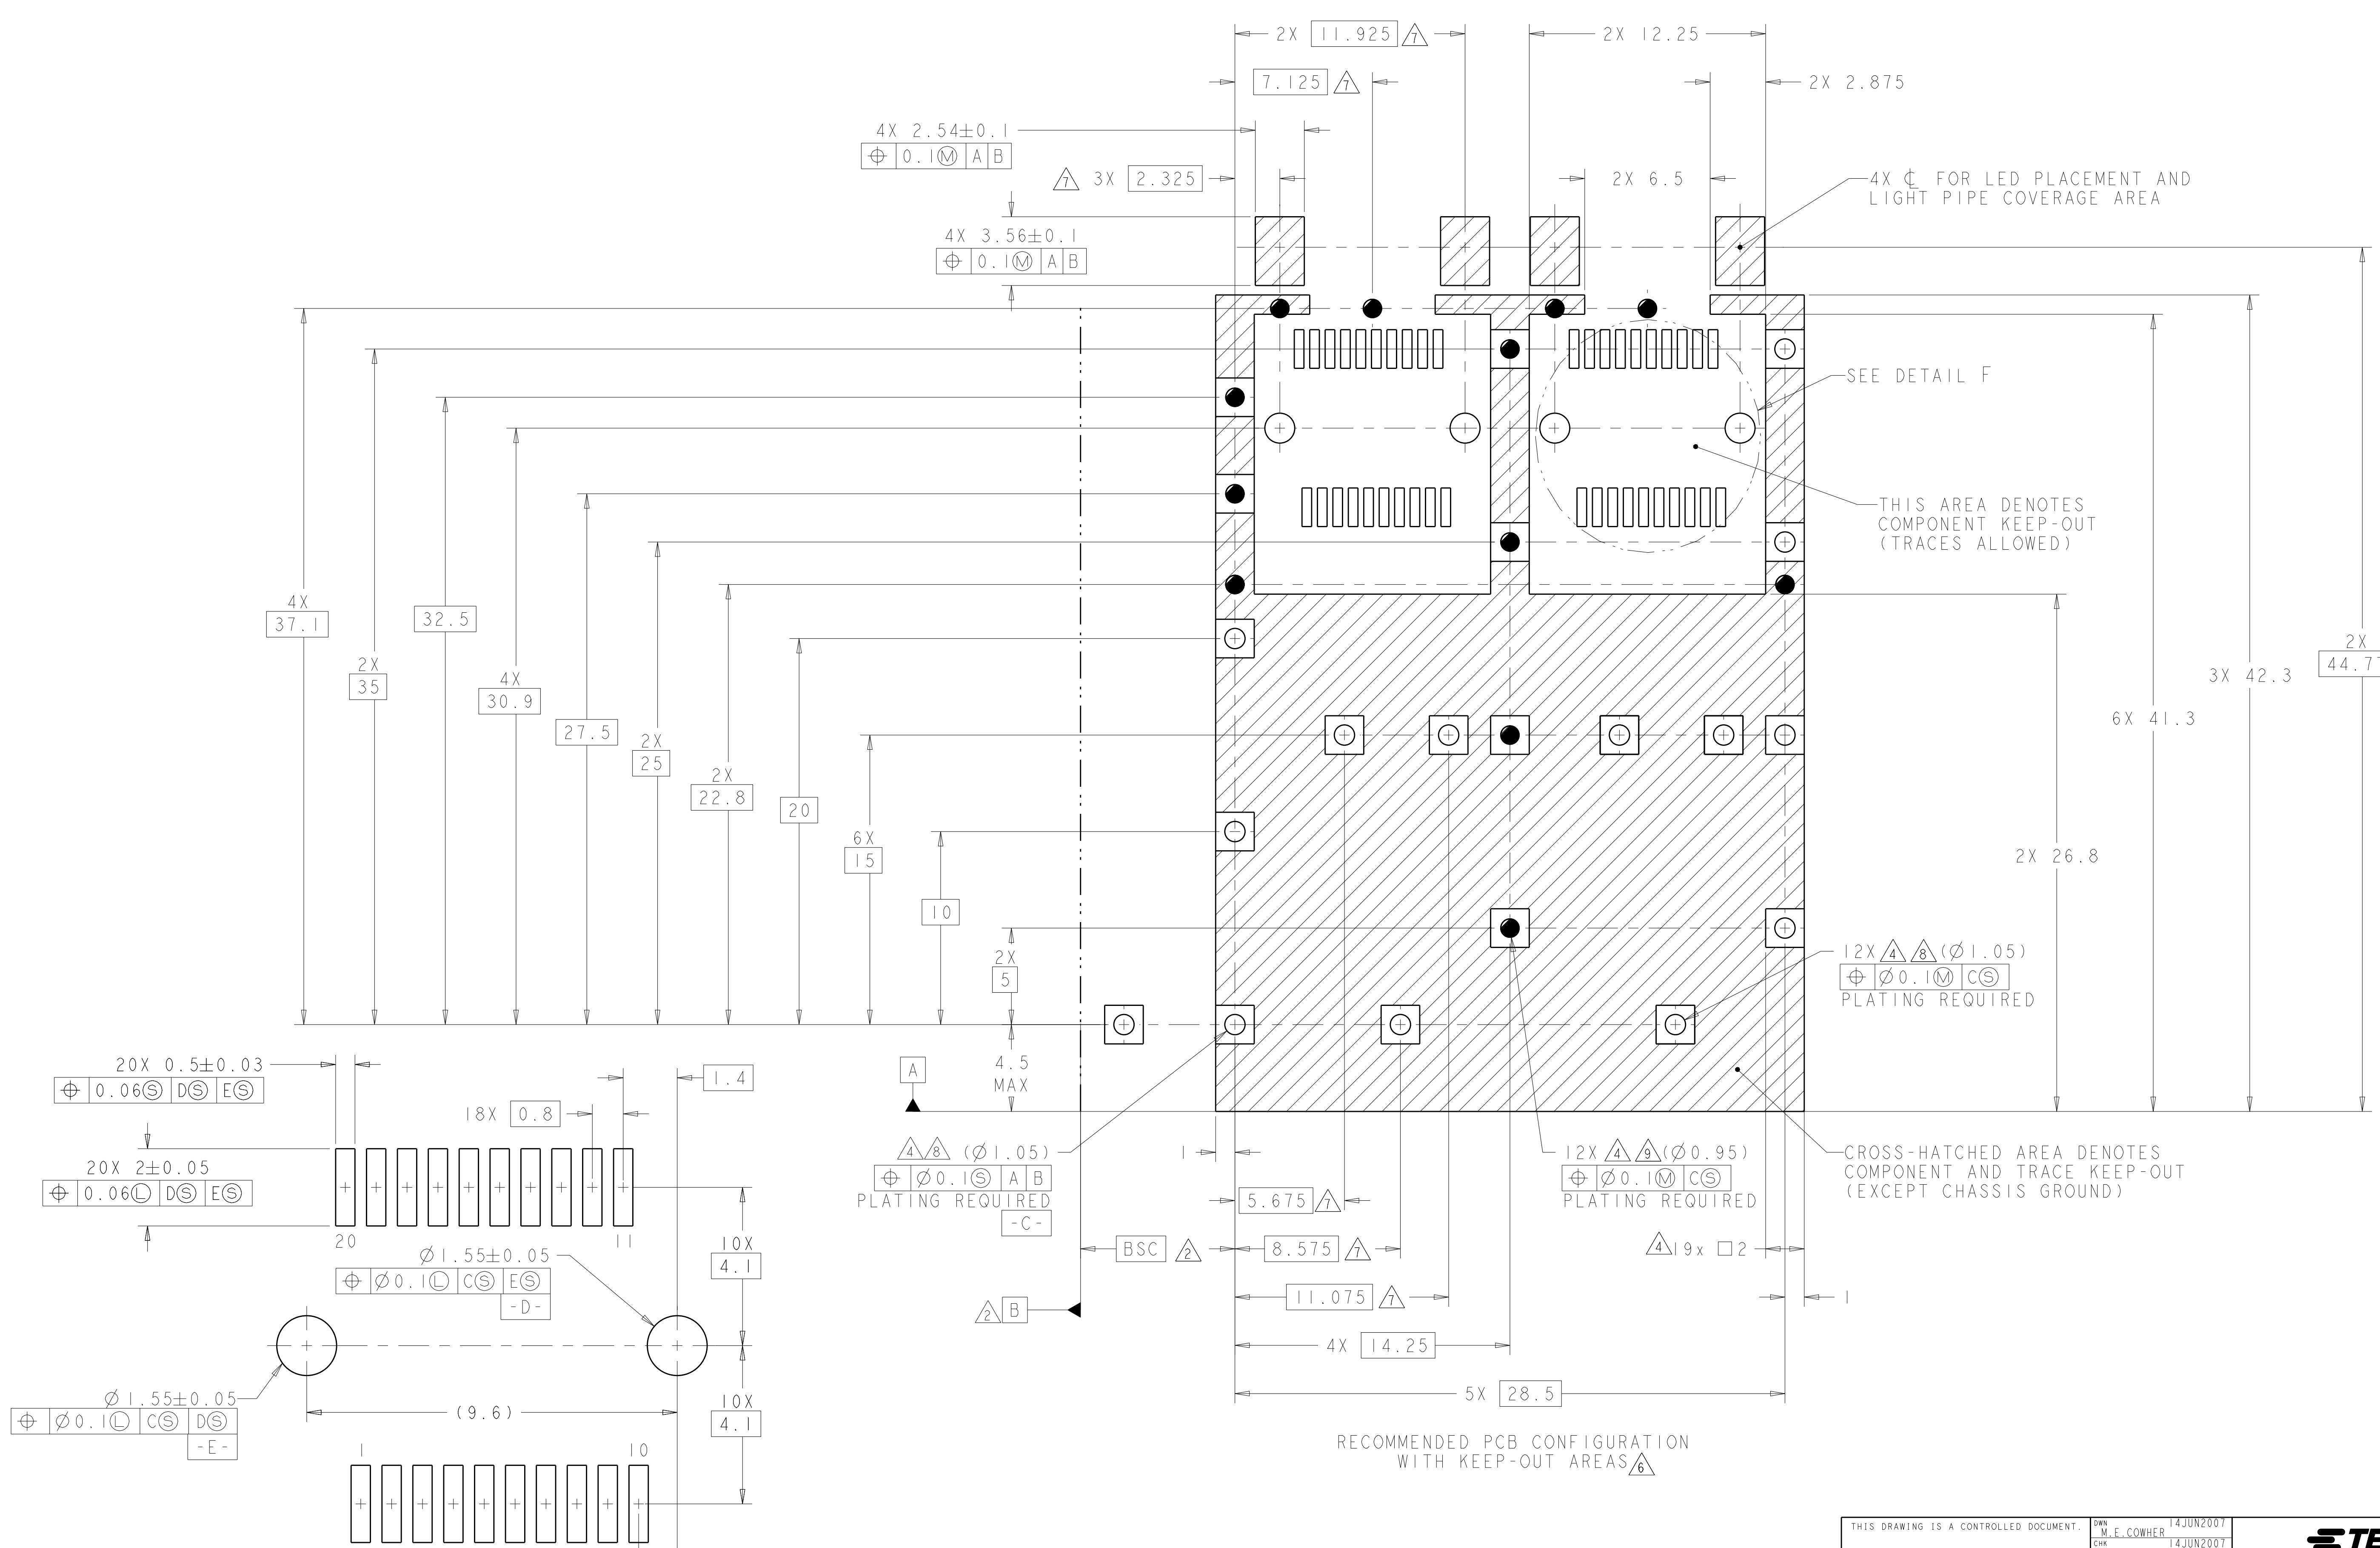 2X 11.925 7
2X 12.25
7.125 7
2X 2.875
4X 2.54±0.1
⌖ 0.1Ⓜ A B
7 3X 2.325
2X 6.5
4X ℄ FOR LED PLACEMENT AND
LIGHT PIPE COVERAGE AREA
4X 3.56±0.1
⌖ 0.1Ⓜ A B
SEE DETAIL F
THIS AREA DENOTES
COMPONENT KEEP-OUT
(TRACES ALLOWED)
4X
37.1
2X
35
32.5
4X
30.9
27.5
2X
25
2X
22.8
20
6X
15
10
2X
5
4.5
MAX
2X
3X 42.3
6X 41.3
2X 26.8
12X 4 8 (Ø1.05)
⌖ Ø0.1Ⓜ CⓈ
PLATING REQUIRED
A
20X 0.5±0.03
⌖ 0.06Ⓢ DⓈ EⓈ
1.4
18X 0.8
20X 2±0.05
⌖ 0.06Ⓛ DⓈ EⓈ
20
11
10X
4.1
Ø1.55±0.05
⌖ Ø0.1Ⓛ CⓈ EⓈ
-D-
Ø1.55±0.05
⌖ Ø0.1Ⓛ CⓈ DⓈ
-E-
(9.6)
10X
4.1
1
10
4 8 (Ø1.05)
⌖ Ø0.1Ⓢ A B
PLATING REQUIRED
-C-
1
5.675 7
BSC 2
8.575 7
11.075 7
2 B
4X 14.25
5X 28.5
12X 4 9 (Ø0.95)
⌖ Ø0.1Ⓜ CⓈ
PLATING REQUIRED
4 19x □2
1
CROSS-HATCHED AREA DENOTES
COMPONENT AND TRACE KEEP-OUT
(EXCEPT CHASSIS GROUND)
RECOMMENDED PCB CONFIGURATION
WITH KEEP-OUT AREAS 6
THIS DRAWING IS A CONTROLLED DOCUMENT.
DWN 14JUN2007
M.E.COWHER
CHK 14JUN2007